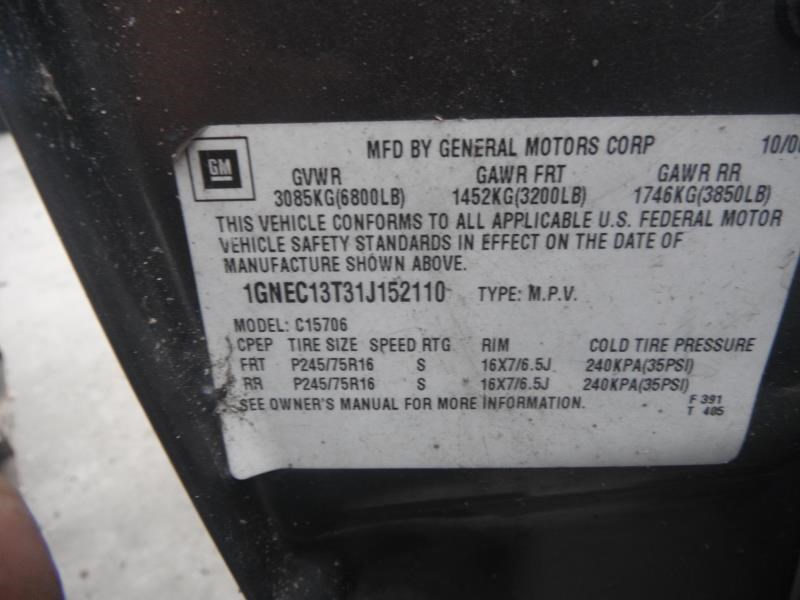 GM
MFD BY GENERAL MOTORS CORP 10/0
GVWR GAWR FRT GAWR RR
3085KG(6800LB) 1452KG(3200LB) 1746KG(3850LB)
THIS VEHICLE CONFORMS TO ALL APPLICABLE U.S. FEDERAL MOTOR
VEHICLE SAFETY STANDARDS IN EFFECT ON THE DATE OF
MANUFACTURE SHOWN ABOVE.
1GNEC13T31J152110 TYPE: M.P.V.
MODEL: C15706
CPEP TIRE SIZE SPEED RTG RIM COLD TIRE PRESSURE
FRT P245/75R16 S 16X7/6.5J 240KPA(35PSI)
RR P245/75R16 S 16X7/6.5J 240KPA(35PSI)
SEE OWNER'S MANUAL FOR MORE INFORMATION. F 391
T 405